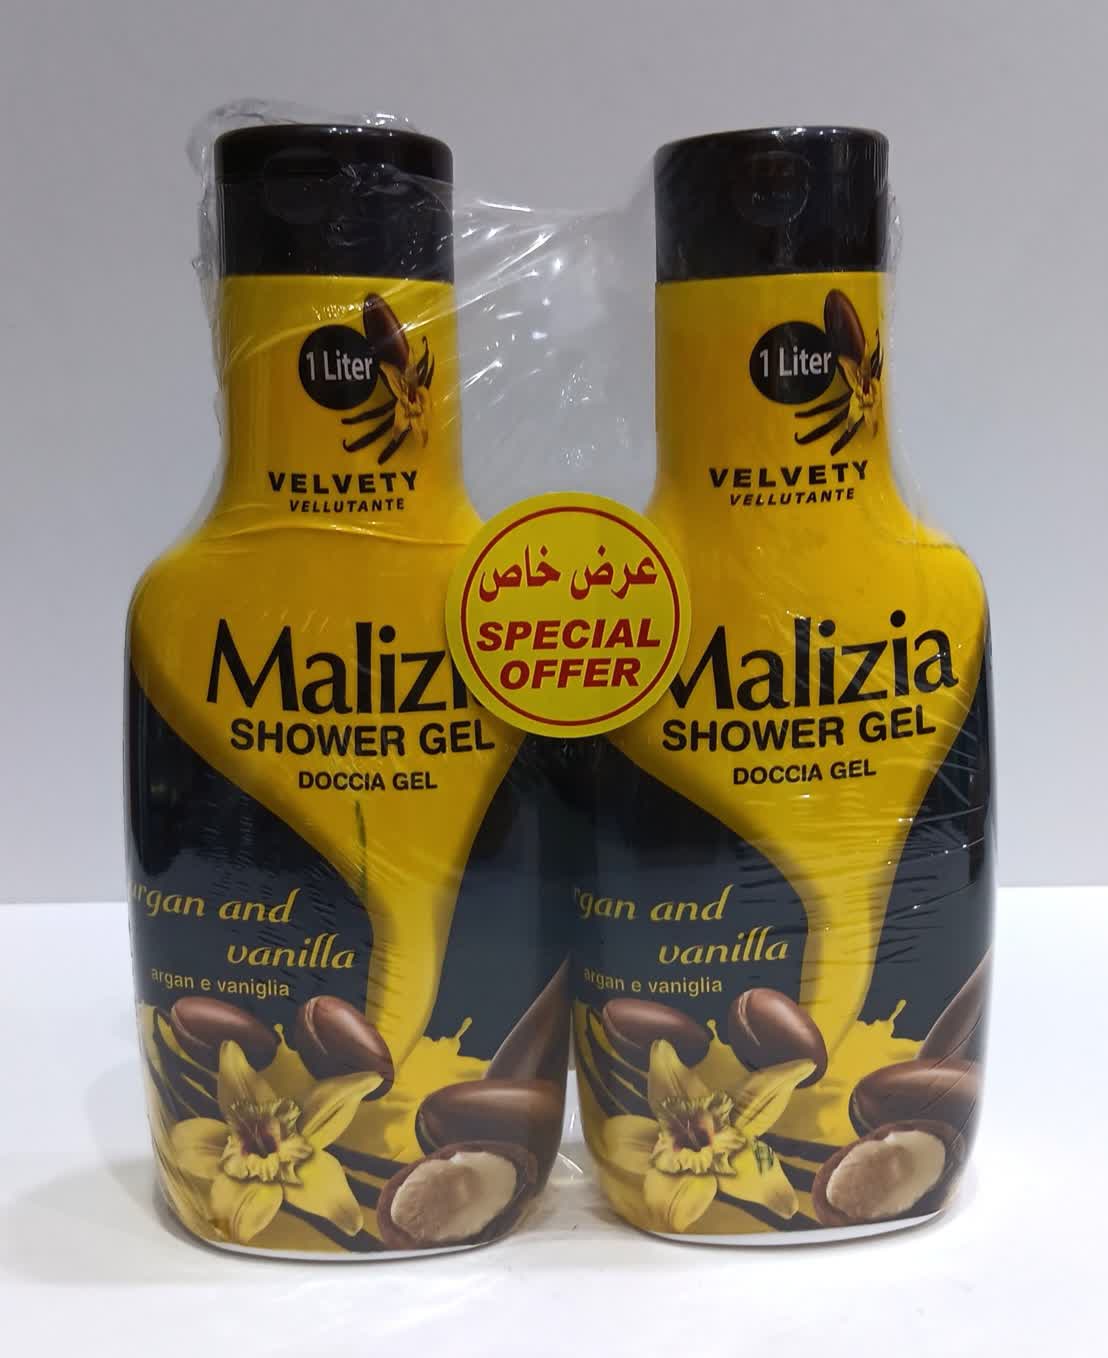 1 Liter
VELVETY
VELLUTANTE
Malizi
SHOWER GEL
DOCCIA GEL
argan and
vanilla
argan e vaniglia
عرض خاص
SPECIAL
OFFER
1 Liter
VELVETY
VELLUTANTE
Malizia
SHOWER GEL
DOCCIA GEL
rgan and
vanilla
argan e vaniglia